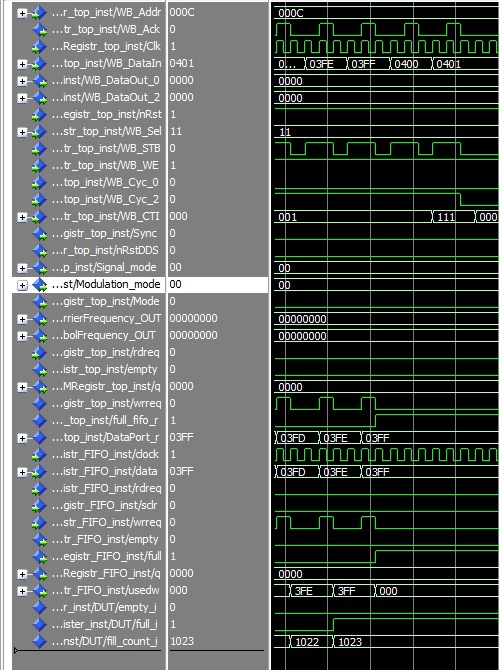 ...r_top_inst/WB_Addr 000C 000C
...tr_top_inst/WB_Ack 0
...Registr_top_inst/Clk 1
...top_inst/WB_DataIn 0401 0... 03FE 03FF 0400 0401
...inst/WB_DataOut_0 0000 0000
...inst/WB_DataOut_2 0000 0000
...egistr_top_inst/nRst 1
...str_top_inst/WB_Sel 11 11
...tr_top_inst/WB_STB 0
...tr_top_inst/WB_WE 1
...top_inst/WB_Cyc_0 0
...top_inst/WB_Cyc_2 0
...tr_top_inst/WB_CTI 000 001 111 000
...gistr_top_inst/Sync 0
...r_top_inst/nRstDDS 0
...p_inst/Signal_mode 00 00
...st/Modulation_mode 00 00
...gistr_top_inst/Mode 0
...rrierFrequency_OUT 00000000 00000000
...bolFrequency_OUT 00000000 00000000
...gistr_top_inst/rdreq 0
...istr_top_inst/empty 0
...MRegistr_top_inst/q 0000 0000
...gistr_top_inst/wrreq 0
..._top_inst/full_fifo_r 1
...top_inst/DataPort_r 03FF 03FD 03FE 03FF
...istr_FIFO_inst/clock 1
...istr_FIFO_inst/data 03FF 03FD 03FE 03FF
...istr_FIFO_inst/rdreq 0
...gistr_FIFO_inst/sclr 0
...str_FIFO_inst/wrreq 0
...tr_FIFO_inst/empty 0
...egistr_FIFO_inst/full 1
...Registr_FIFO_inst/q 0000 0000
...tr_FIFO_inst/usedw 000 3FE 3FF 000
...r_inst/DUT/empty_i 0
...ister_inst/DUT/full_i 1
...nst/DUT/fill_count_i 1023 1022 1023